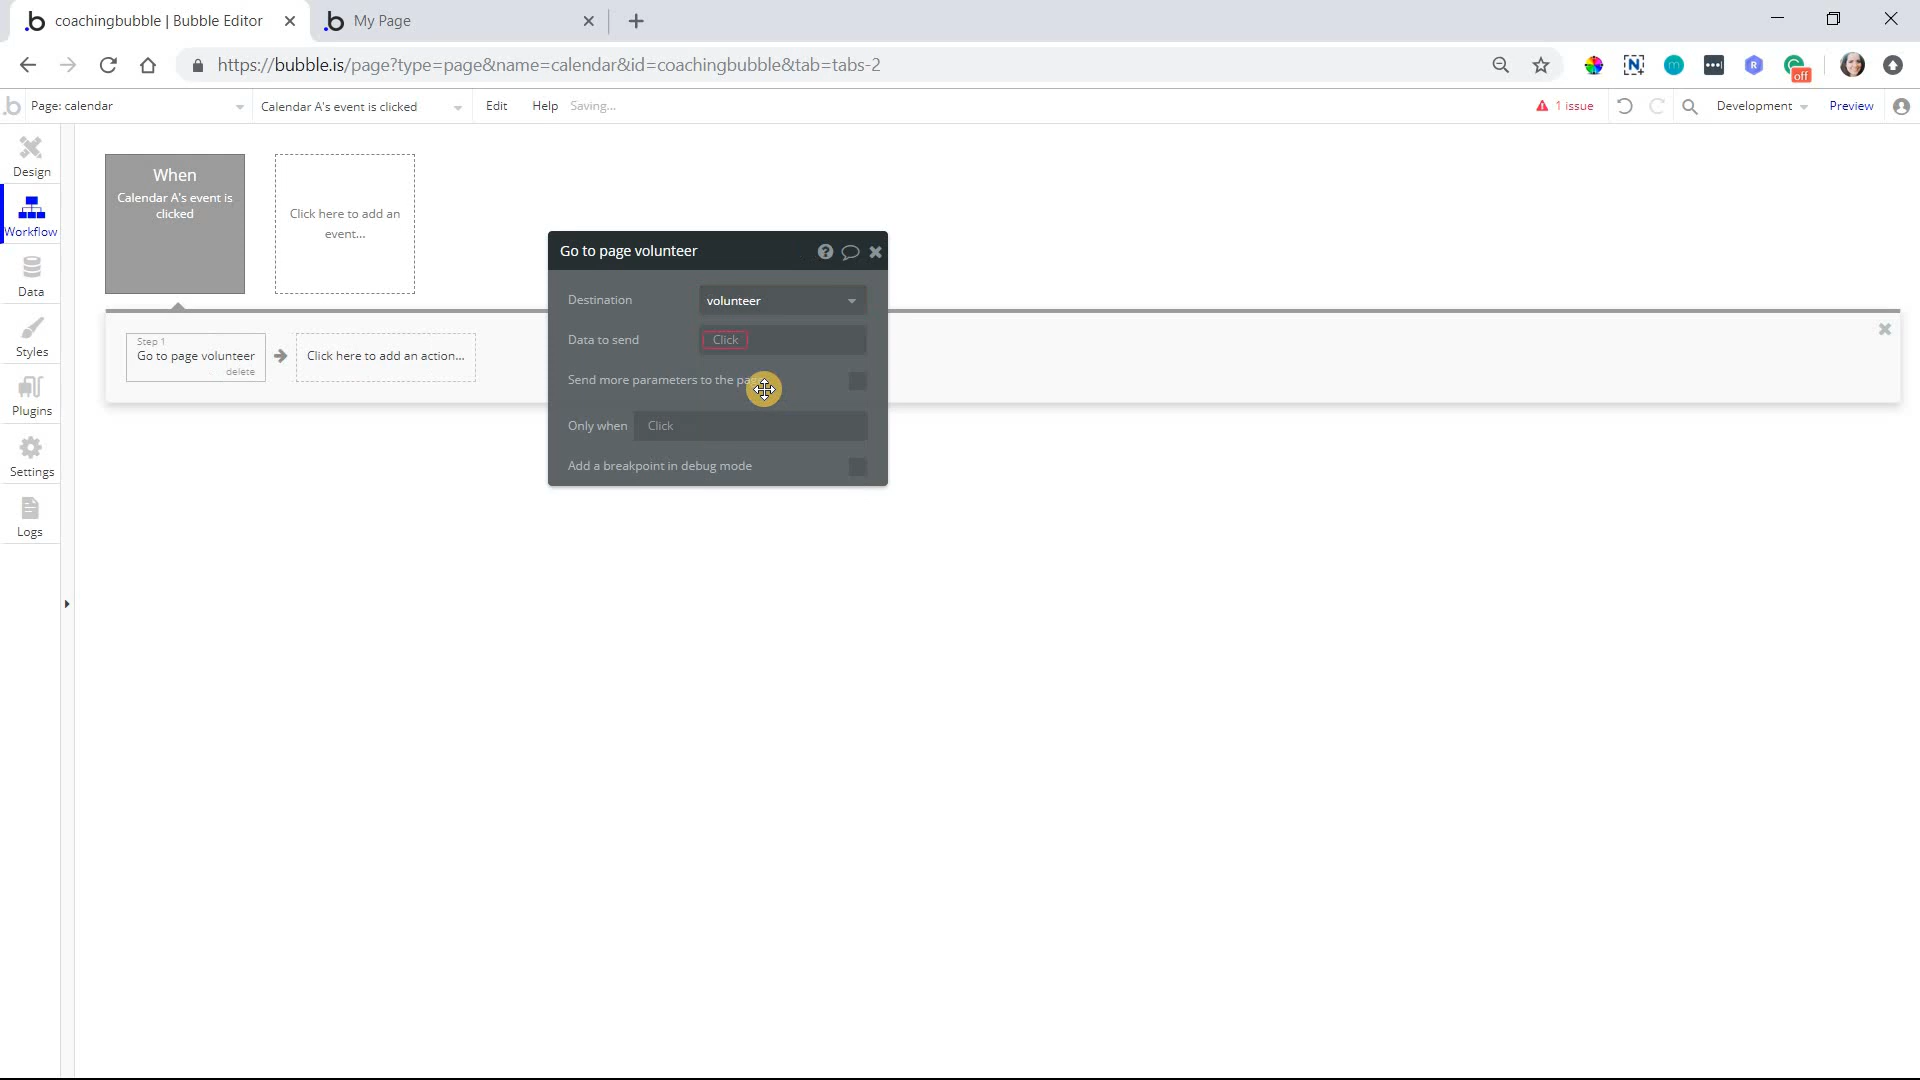 coachingbubble | Bubble Editor
My Page
https://bubble.is/page?type=page&name=calendar&id=coachingbubble&tab=tabs-2
off
Page: calendar
Calendar A's event is clicked
Edit
Help
Saving...
1 issue
Development
Preview
Design
Workflow
Data
Styles
Plugins
Settings
Logs
When
Calendar A's event is
clicked
Click here to add an
event...
Step 1
Go to page volunteer
delete
Click here to add an action...
Go to page volunteer
Destination
volunteer
Data to send
Click
Send more parameters to the
Only when
Click
Add a breakpoint in debug mode